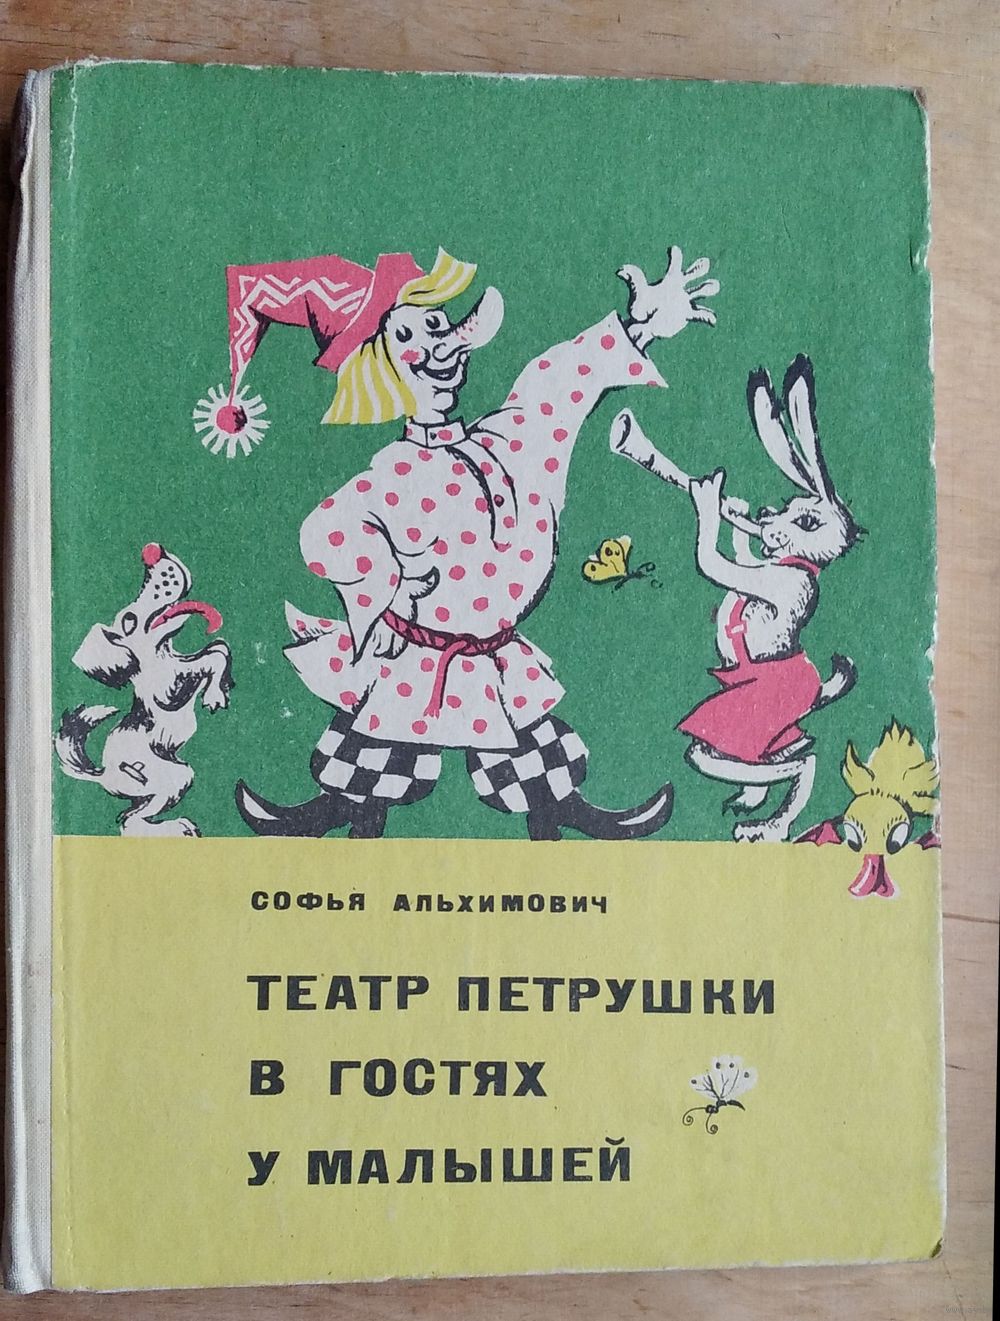 СОФЬЯ АЛЬХИМОВИЧ
ТЕАТР ПЕТРУШКИ
В ГОСТЯХ
У МАЛЫШЕЙ